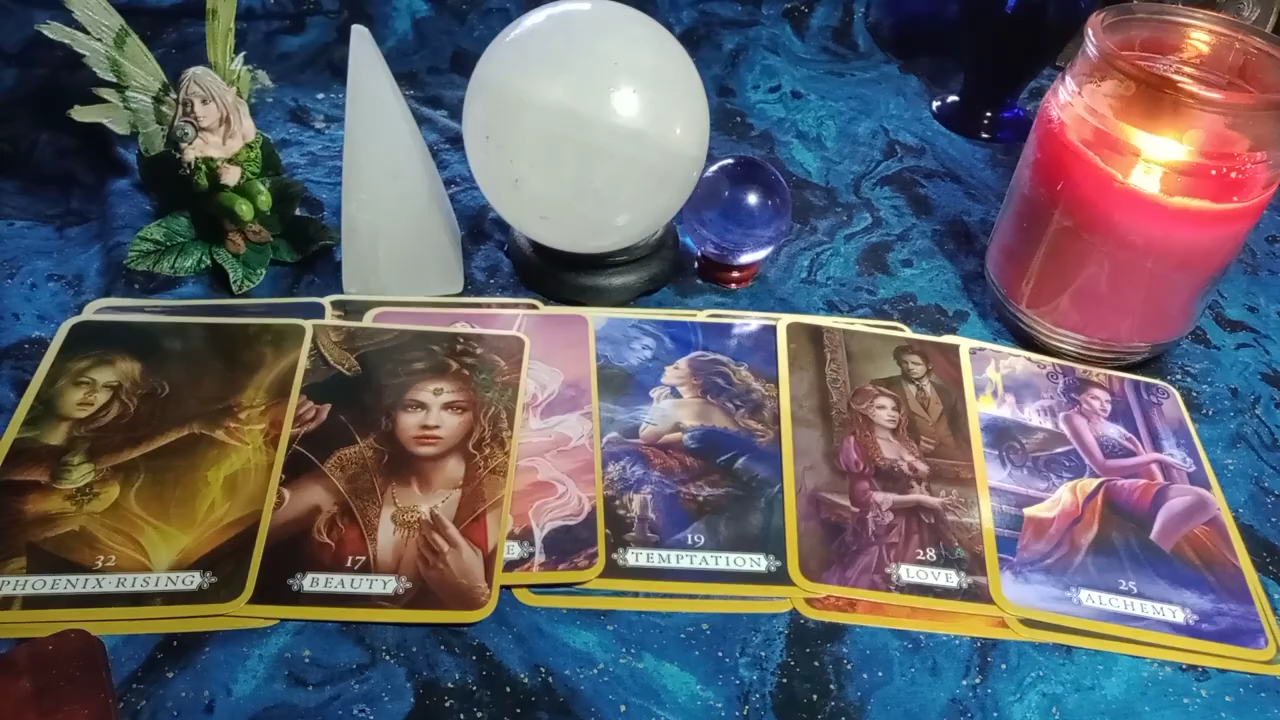 32
PHOENIX·RISING
17
BEAUTY
E
19
TEMPTATION
28
LOVE
25
ALCHEMY